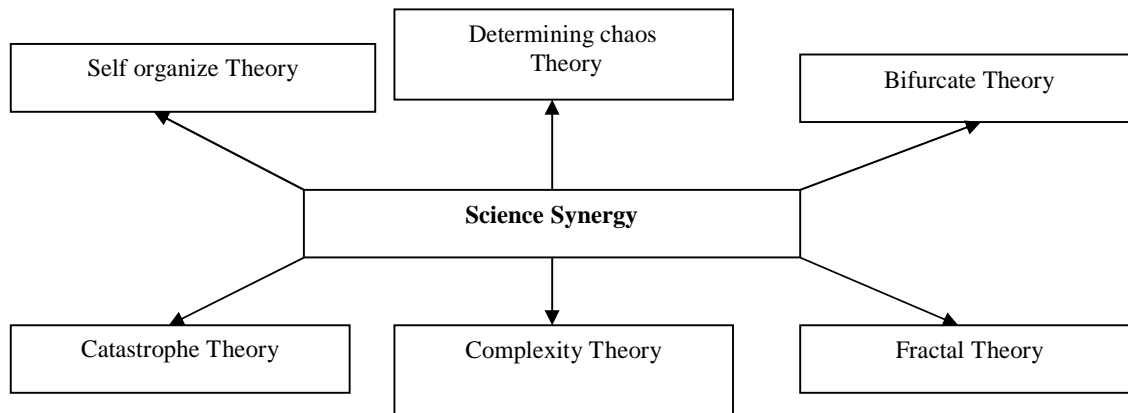 Self organize Theory
Determining chaos
Theory
Bifurcate Theory
Science Synergy
Catastrophe Theory
Complexity Theory
Fractal Theory